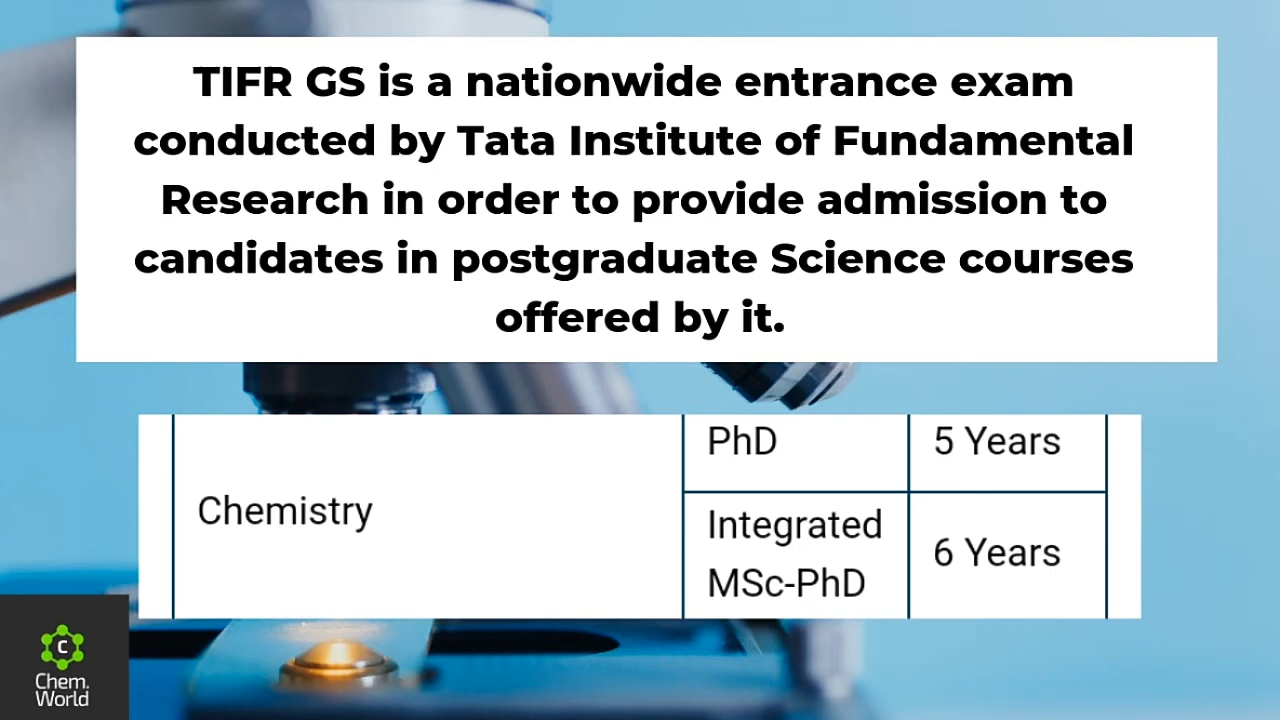 TIFR GS is a nationwide entrance exam
conducted by Tata Institute of Fundamental
Research in order to provide admission to
candidates in postgraduate Science courses
offered by it.
Chemistry
PhD
5 Years
Integrated
MSc-PhD
6 Years
C
Chem.
World